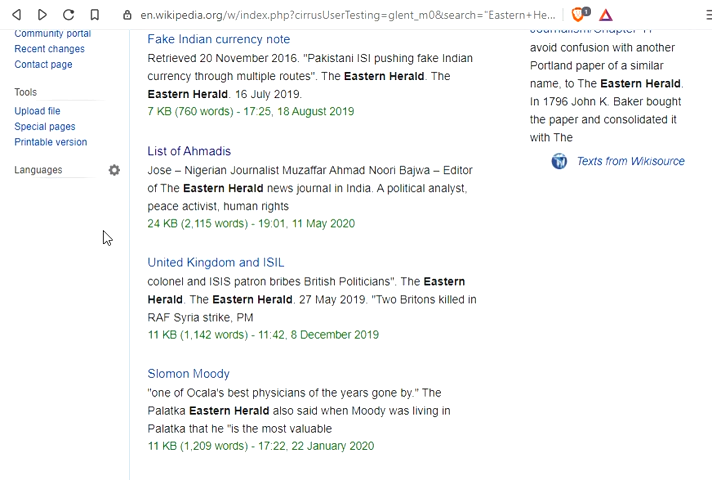 en.wikipedia.org/w/index.php?cirrusUserTesting=glent_m0&search="Eastern+He...
1
Community portal
Recent changes
Contact page
Tools
Upload file
Special pages
Printable version
Languages
Fake Indian currency note
Retrieved 20 November 2016. "Pakistani ISI pushing fake Indian
currency through multiple routes". The Eastern Herald. The
Eastern Herald. 16 July 2019.
7 KB (760 words) - 17:25, 18 August 2019
List of Ahmadis
Jose – Nigerian Journalist Muzaffar Ahmad Noori Bajwa – Editor
of The Eastern Herald news journal in India. A political analyst,
peace activist, human rights
24 KB (2,115 words) - 19:01, 11 May 2020
United Kingdom and ISIL
colonel and ISIS patron bribes British Politicians". The Eastern
Herald. The Eastern Herald. 27 May 2019. "Two Britons killed in
RAF Syria strike, PM
11 KB (1,142 words) - 11:42, 8 December 2019
Slomon Moody
"one of Ocala's best physicians of the years gone by." The
Palatka Eastern Herald also said when Moody was living in
Palatka that he "is the most valuable
11 KB (1,209 words) - 17:22, 22 January 2020
Journalism/Chapter 11
avoid confusion with another
Portland paper of a similar
name, to The Eastern Herald.
In 1796 John K. Baker bought
the paper and consolidated it
with The
Texts from Wikisource